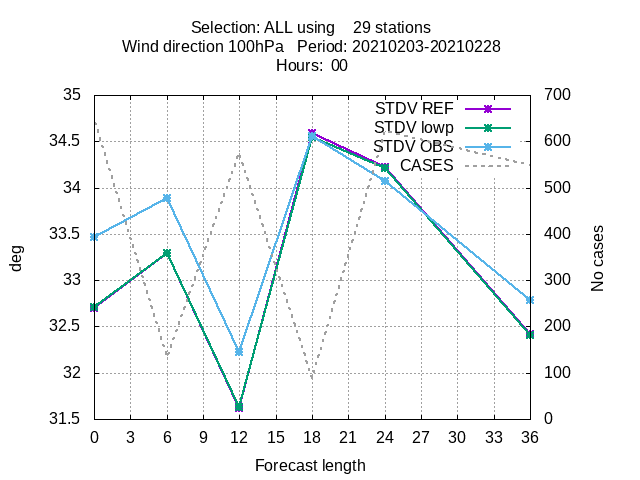 Selection: ALL using    29 stations
Wind direction 100hPa   Period: 20210203-20210228
Hours:  00
35
34.5
34
33.5
33
32.5
32
31.5
deg
700
600
500
400
300
200
100
0
No cases
STDV REF
STDV lowp
STDV OBS
CASES
0 3 6 9 12 15 18 21 24 27 30 33 36
Forecast length